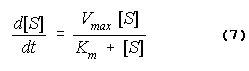 d[S]/dt = V_max [S] / K_m + [S] (7)